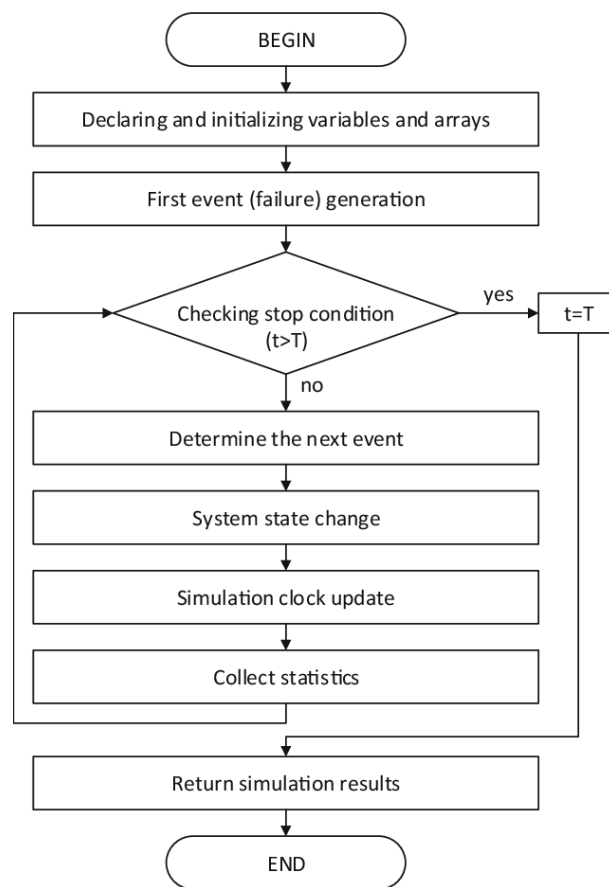 BEGIN
Declaring and initializing variables and arrays
First event (failure) generation
Checking stop condition
(t>T)
yes
t=T
no
Determine the next event
System state change
Simulation clock update
Collect statistics
Return simulation results
END